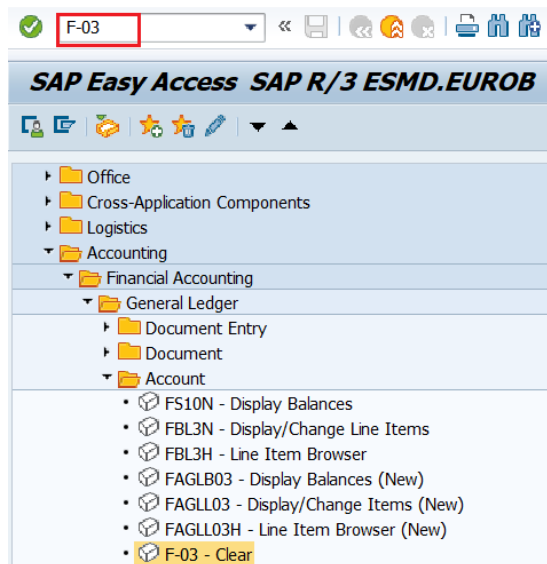 F-03
SAP Easy Access SAP R/3 ESMD.EUROB
Office
Cross-Application Components
Logistics
Accounting
Financial Accounting
General Ledger
Document Entry
Document
Account
FS10N - Display Balances
FBL3N - Display/Change Line Items
FBL3H - Line Item Browser
FAGLB03 - Display Balances (New)
FAGLL03 - Display/Change Items (New)
FAGLL03H - Line Item Browser (New)
F-03 - Clear